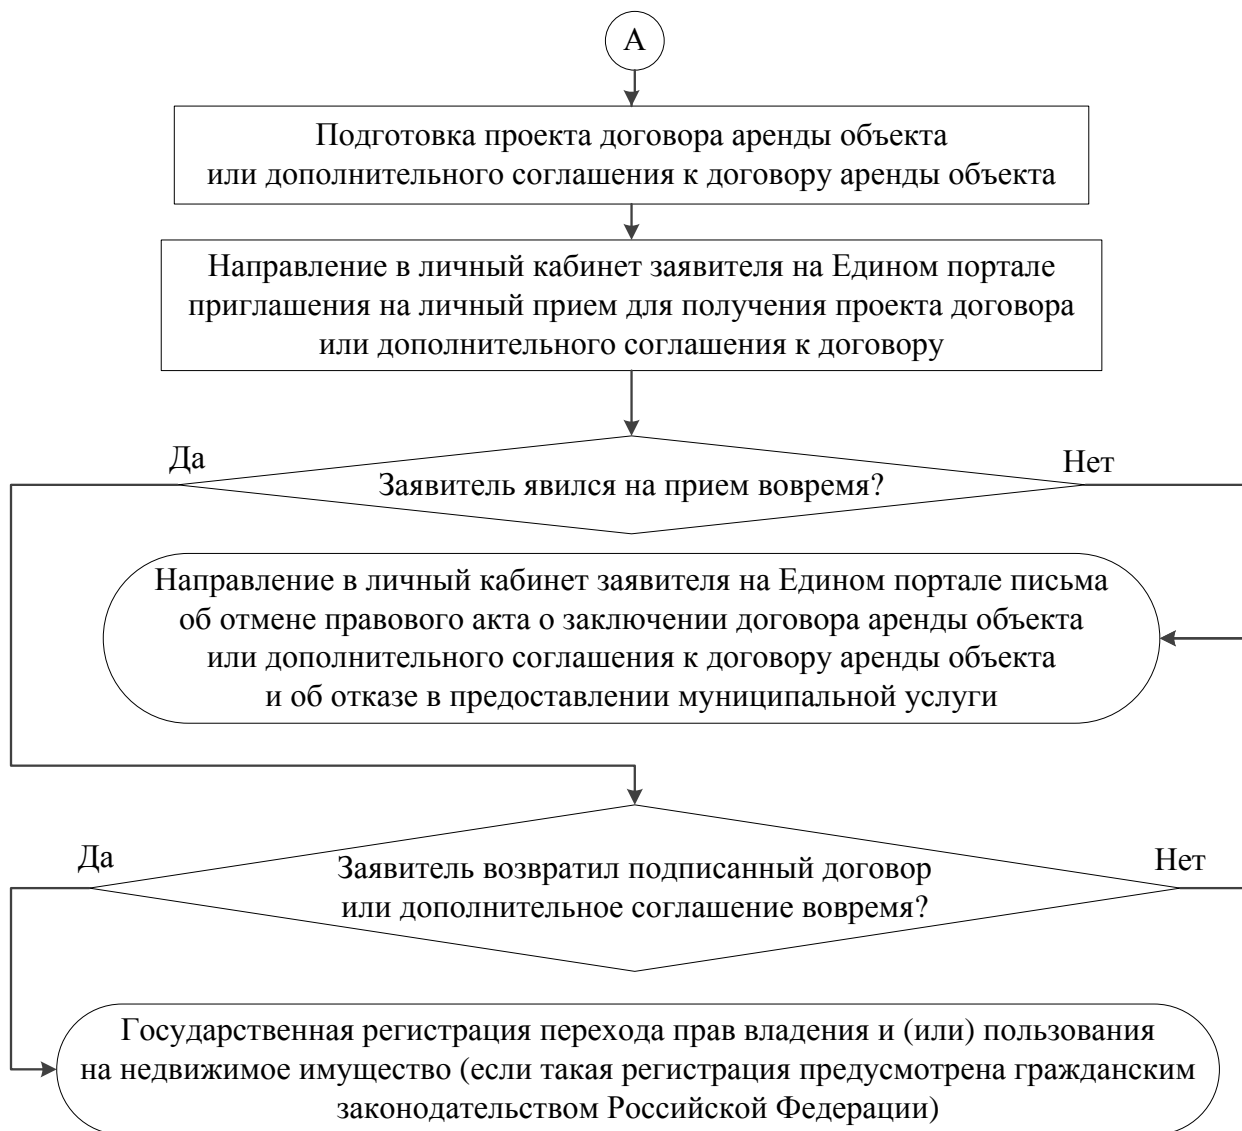 А
Подготовка проекта договора аренды объекта
или дополнительного соглашения к договору аренды объекта
Направление в личный кабинет заявителя на Едином портале
приглашения на личный прием для получения проекта договора
или дополнительного соглашения к договору
Да
Нет
Заявитель явился на прием вовремя?
Направление в личный кабинет заявителя на Едином портале письма
об отмене правового акта о заключении договора аренды объекта
или дополнительного соглашения к договору аренды объекта
и об отказе в предоставлении муниципальной услуги
Да
Нет
Заявитель возвратил подписанный договор
или дополнительное соглашение вовремя?
Государственная регистрация перехода прав владения и (или) пользования
на недвижимое имущество (если такая регистрация предусмотрена гражданским
законодательством Российской Федерации)